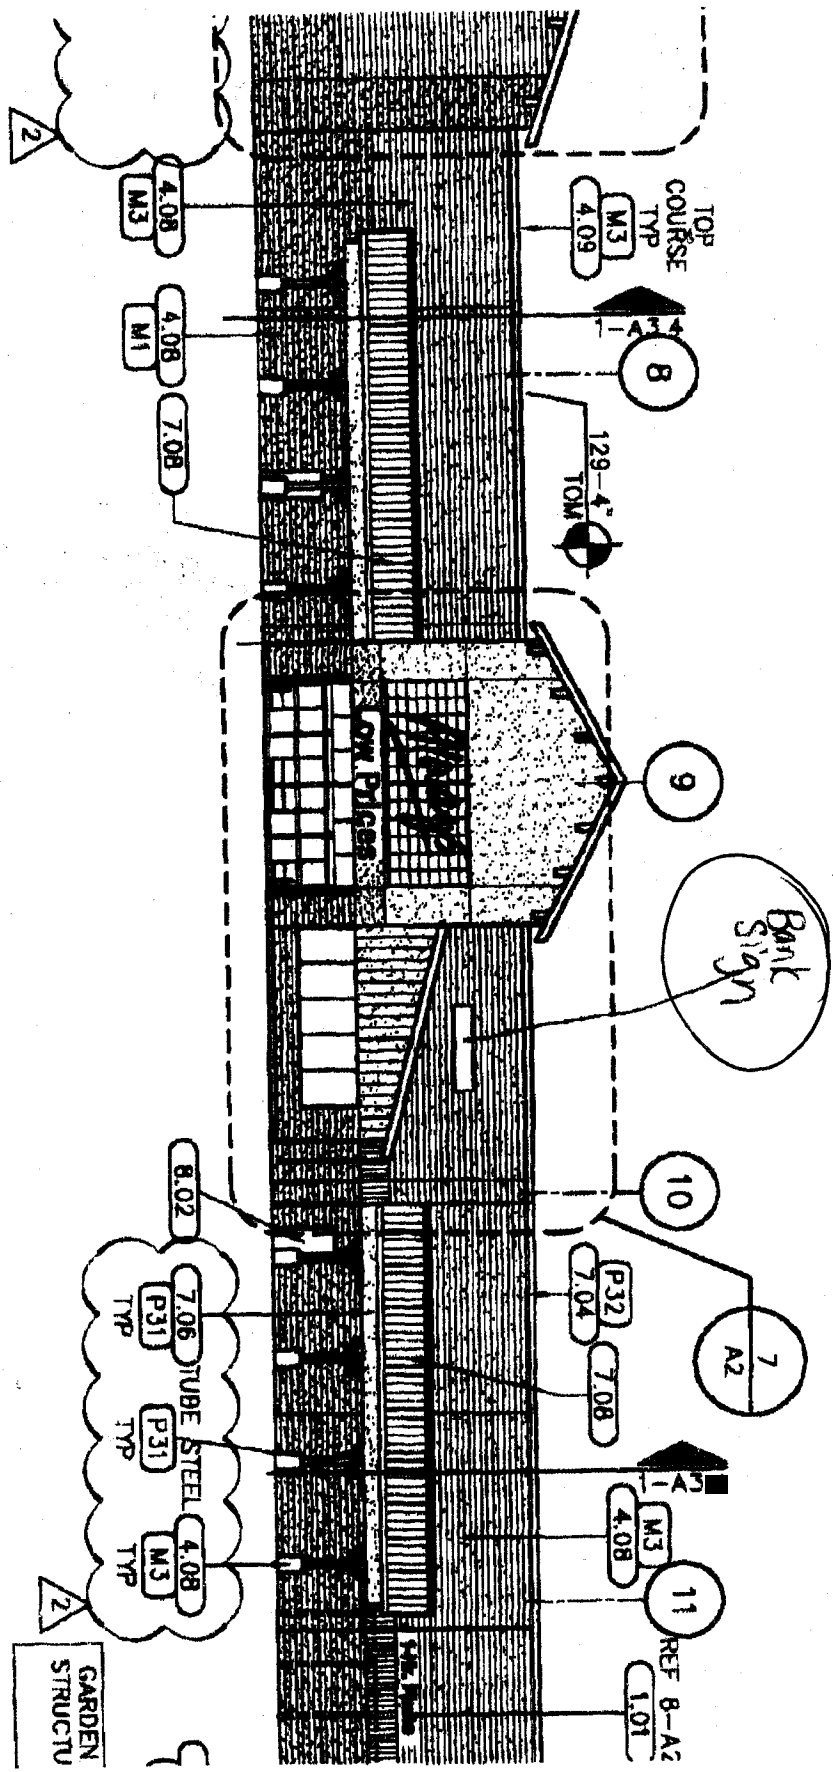 2
4.08
M3
4.08
M1
7.08
TOP
COURSE
TYP
M3
4.09
1-A3.4
8
129-4"
TOM
9
Low Prices
Bank
Sign
10
8.02
7.06
P31
TYP
TUBE STEEL
P31
TYP
4.08
M3
TYP
2
P32
7.04
7.08
7
A2
1-A3
M3
4.08
11
REF 8-A2
1.01
GARDEN
STRUCTU